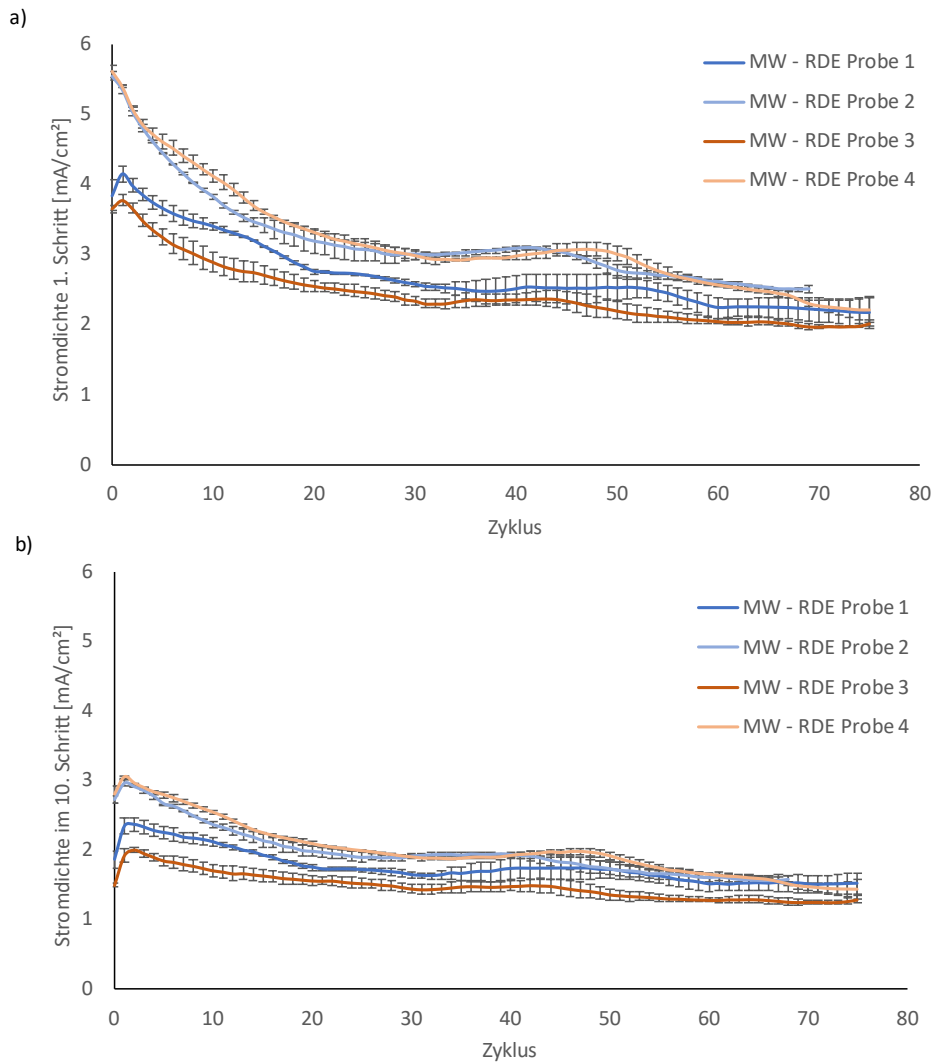 a)
Stromdichte 1. Schritt [mA/cm²]
6
5
4
3
2
1
0
MW - RDE Probe 1
MW - RDE Probe 2
MW - RDE Probe 3
MW - RDE Probe 4
0 10 20 30 40 50 60 70 80
Zyklus
b)
Stromdichte im 10. Schritt [mA/cm²]
6
5
4
3
2
1
0
MW - RDE Probe 1
MW - RDE Probe 2
MW - RDE Probe 3
MW - RDE Probe 4
0 10 20 30 40 50 60 70 80
Zyklus